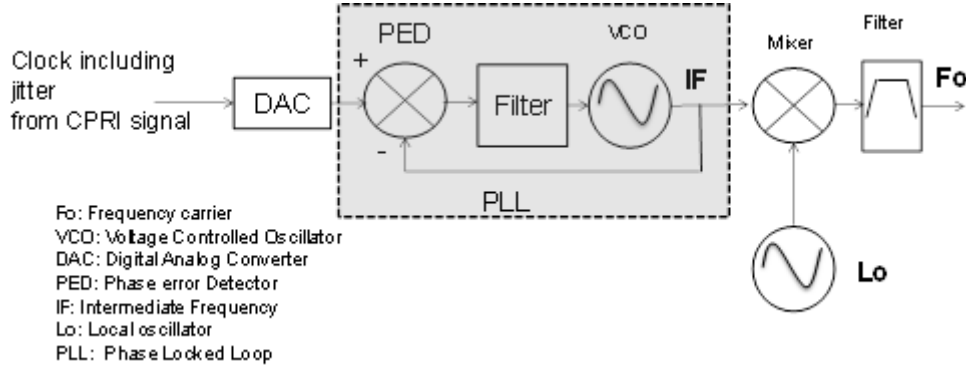 Clock including
jitter
from CPRI signal
DAC
+
PED
-
Filter
VCO
IF
PLL
Mixer
Filter
Fo
Lo
Fo: Frequency carrier
VCO: Voltage Controlled Oscillator
DAC: Digital Analog Converter
PED: Phase error Detector
IF: Intermediate Frequency
Lo: Local oscillator
PLL: Phase Locked Loop